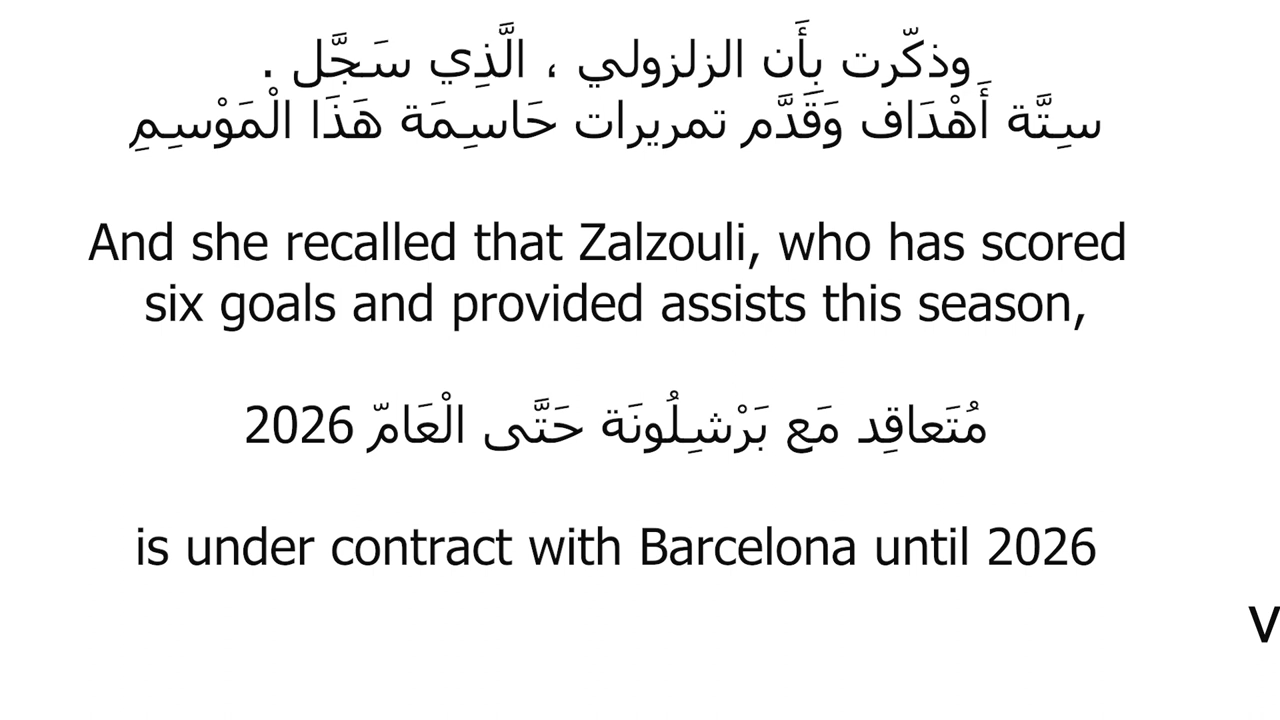 وذكّرت بِأَن الزلزولي ، الَّذِي سَجَّل .
سِتَّة أَهْدَاف وَقَدَّم تمريرات حَاسِمَة هَذَا الْمَوْسِمِ
And she recalled that Zalzouli, who has scored
six goals and provided assists this season,
مُتَعاقِد مَع بَرْشِلُونَة حَتَّى الْعَامّ 2026
is under contract with Barcelona until 2026
v